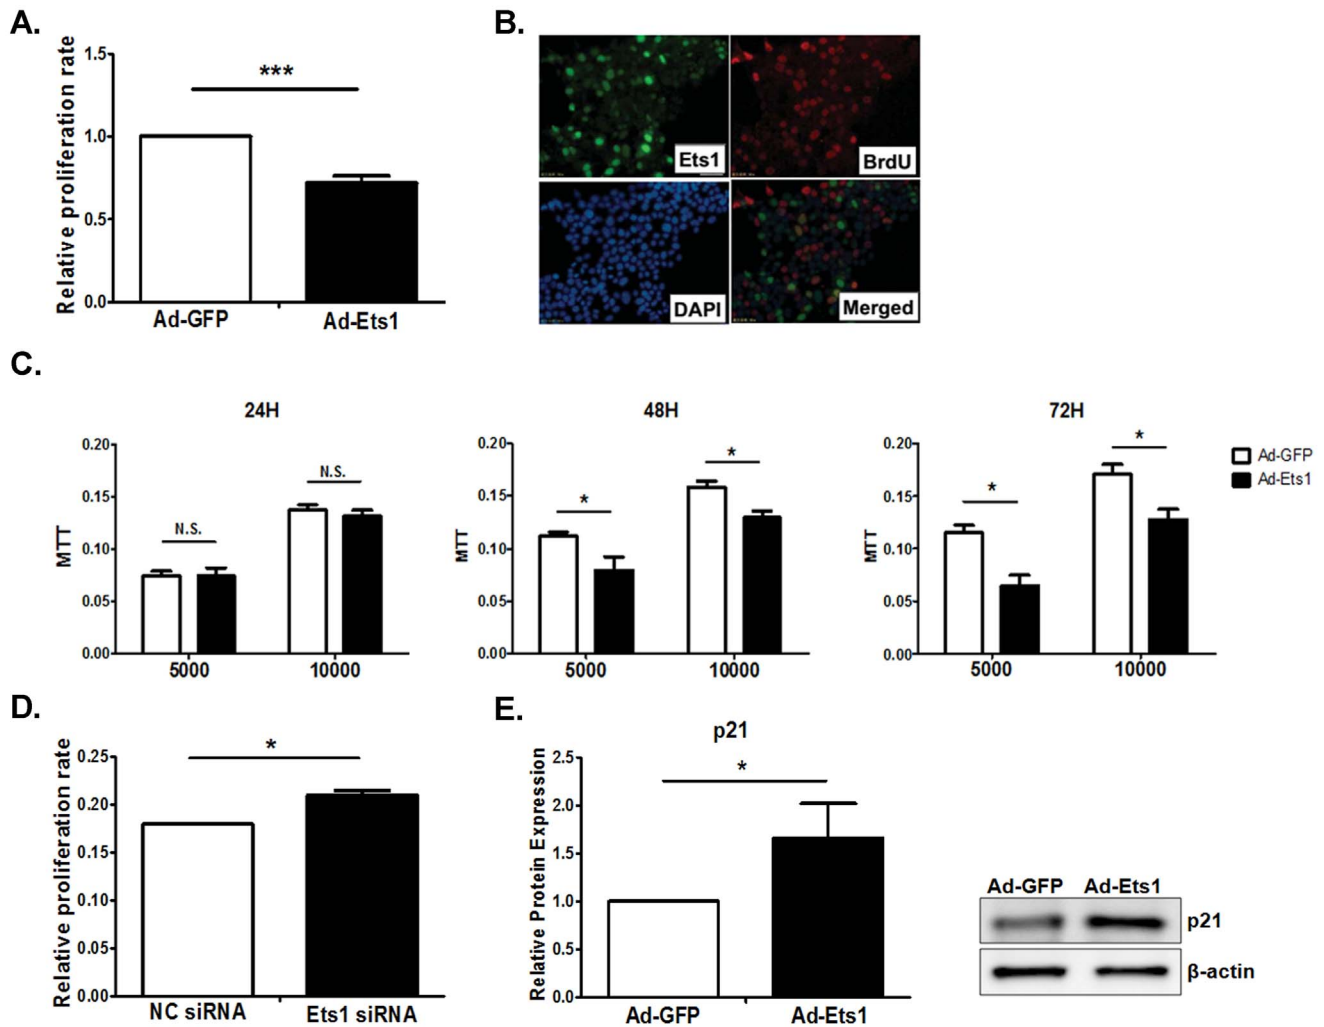 A.
Relative proliferation rate
1.5
1.0
0.5
0.0
***
Ad-GFP
Ad-Ets1
B.
Ets1
BrdU
DAPI
Merged
C.
24H
MTT
0.20
0.15
0.10
0.05
0.00
N.S.
N.S.
5000
10000
48H
MTT
0.20
0.15
0.10
0.05
0.00
*
*
5000
10000
72H
MTT
0.20
0.15
0.10
0.05
0.00
*
*
5000
10000
Ad-GFP
Ad-Ets1
D.
Relative proliferation rate
0.25
0.20
0.15
0.10
0.05
0.00
*
NC siRNA
Ets1 siRNA
E.
p21
Relative Protein Expression
2.5
2.0
1.5
1.0
0.5
0.0
*
Ad-GFP
Ad-Ets1
Ad-GFP Ad-Ets1
p21
β-actin